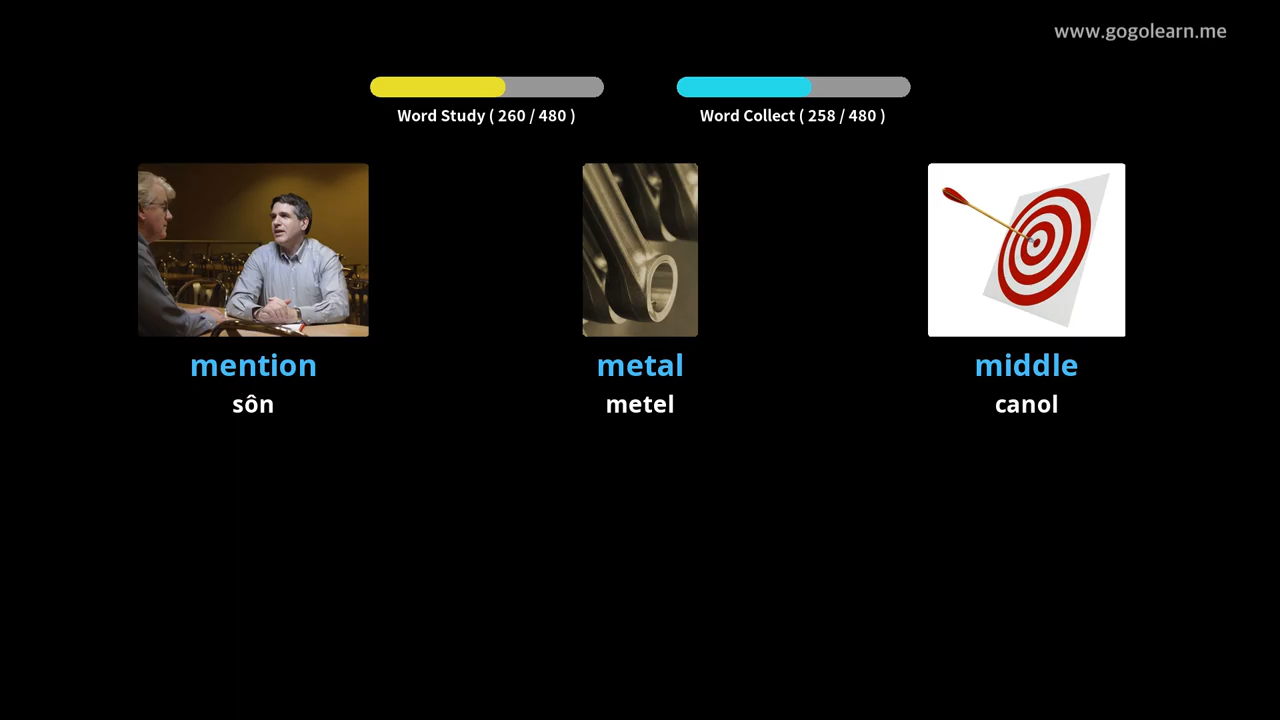 www.gogolearn.me
Word Study ( 260 / 480 )
Word Collect ( 258 / 480 )
mention
metal
middle
sôn
metel
canol